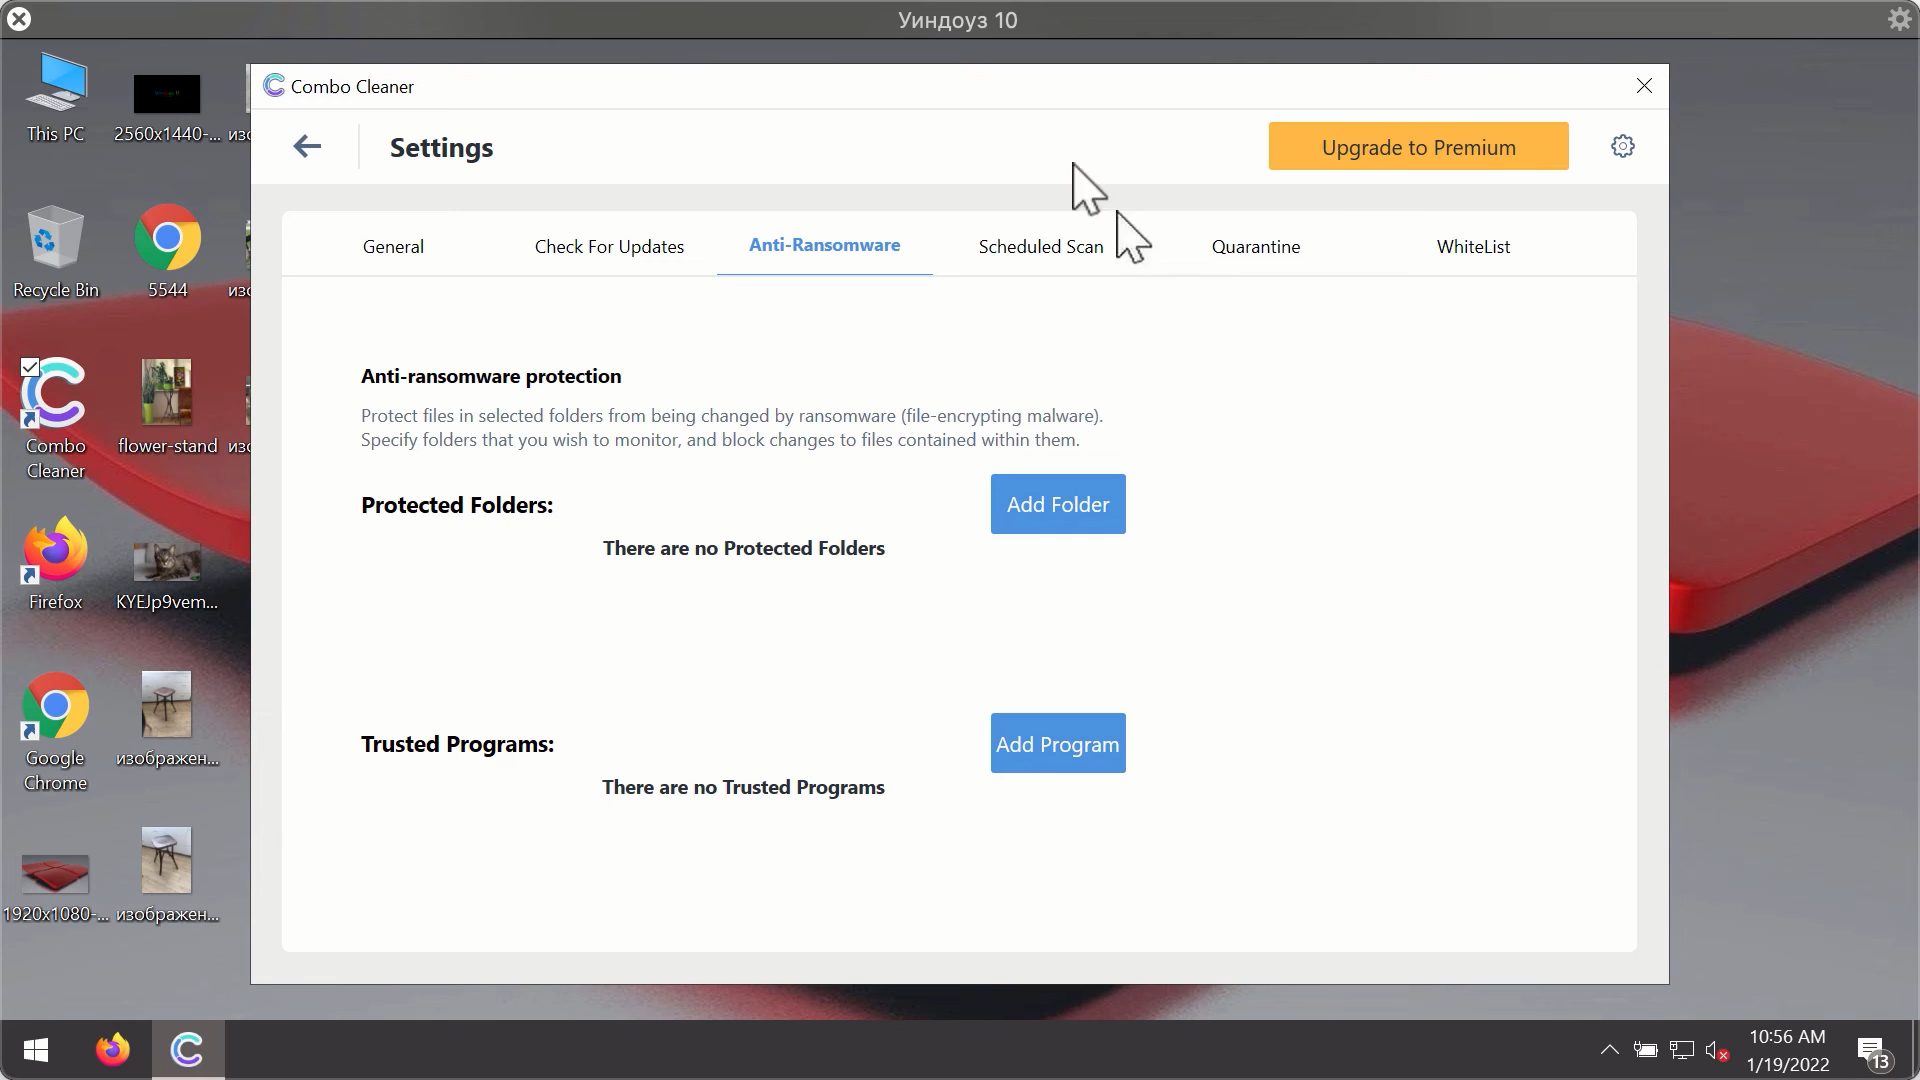 Уиндоуз 10
This PC
2560x1440-...
Recycle Bin
5544
Combo
Cleaner
flower-stand
Firefox
KYEJp9vem...
Google
Chrome
изображен...
1920x1080-...
изображен...
Combo Cleaner
Settings
Upgrade to Premium
General
Check For Updates
Anti-Ransomware
Scheduled Scan
Quarantine
WhiteList
Anti-ransomware protection
Protect files in selected folders from being changed by ransomware (file-encrypting malware).
Specify folders that you wish to monitor, and block changes to files contained within them.
Protected Folders:
Add Folder
There are no Protected Folders
Trusted Programs:
Add Program
There are no Trusted Programs
10:56 AM
1/19/2022
13